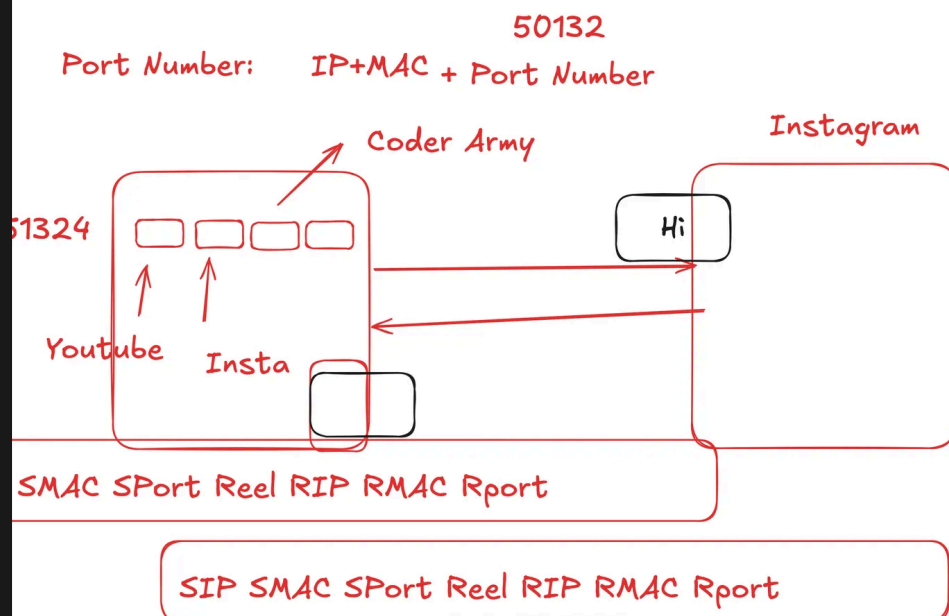 50132
Port Number: IP+MAC + Port Number
Instagram
Coder Army
Hi
51324
Youtube
Insta
SMAC SPort Reel RIP RMAC Rport
SIP SMAC SPort Reel RIP RMAC Rport